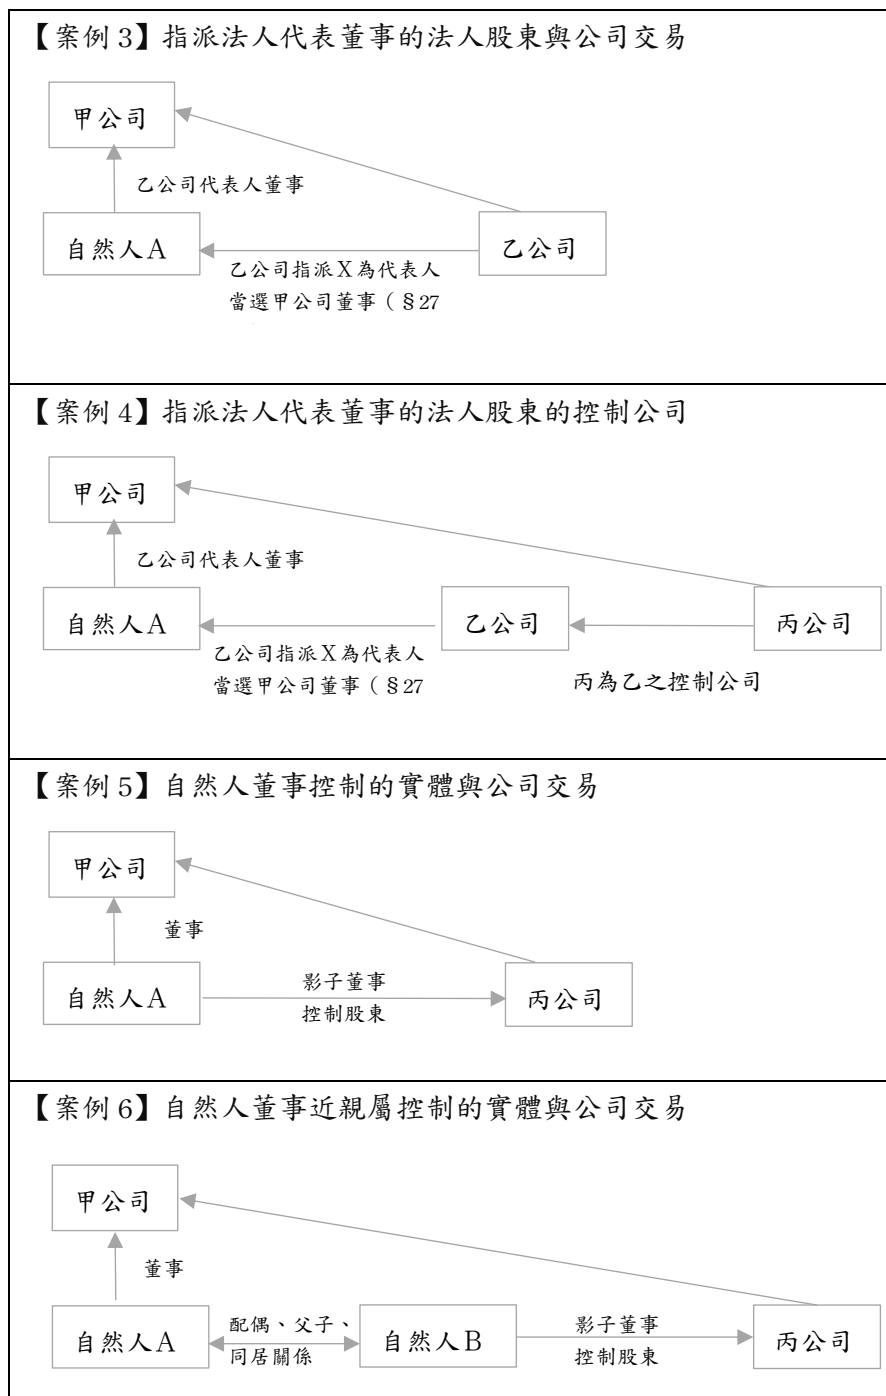 【案例3】指派法人代表董事的法人股東與公司交易
甲公司
乙公司代表人董事
自然人A
乙公司
乙公司指派X為代表人
當選甲公司董事（§27
【案例4】指派法人代表董事的法人股東的控制公司
甲公司
乙公司代表人董事
自然人A
乙公司
丙公司
乙公司指派X為代表人
當選甲公司董事（§27
丙為乙之控制公司
【案例5】自然人董事控制的實體與公司交易
甲公司
董事
自然人A
影子董事
控制股東
丙公司
【案例6】自然人董事近親屬控制的實體與公司交易
甲公司
董事
自然人A
配偶、父子、
同居關係
自然人B
影子董事
控制股東
丙公司